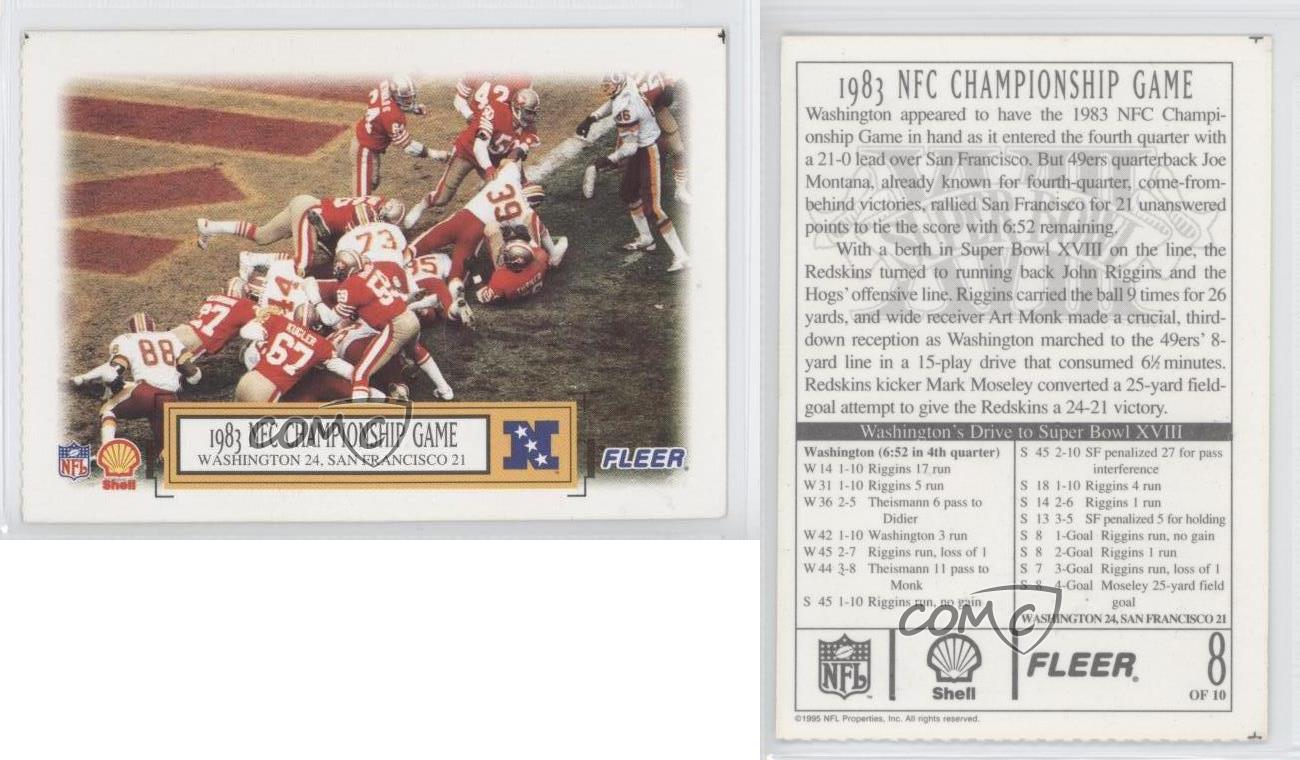 42
39
73
44
27
88
KUGLER
67
1983 NFC CHAMPIONSHIP GAME
WASHINGTON 24, SAN FRANCISCO 21
NFL
Shell
N
FLEER
COMC
1983 NFC CHAMPIONSHIP GAME
Washington appeared to have the 1983 NFC Champi-
onship Game in hand as it entered the fourth quarter with
a 21-0 lead over San Francisco. But 49ers quarterback Joe
Montana, already known for fourth-quarter, come-from-
behind victories, rallied San Francisco for 21 unanswered
points to tie the score with 6:52 remaining.
With a berth in Super Bowl XVIII on the line, the
Redskins turned to running back John Riggins and the
Hogs' offensive line. Riggins carried the ball 9 times for 26
yards, and wide receiver Art Monk made a crucial, third-
down reception as Washington marched to the 49ers' 8-
yard line in a 15-play drive that consumed 6½ minutes.
Redskins kicker Mark Moseley converted a 25-yard field-
goal attempt to give the Redskins a 24-21 victory.
Washington's Drive to Super Bowl XVIII
Washington (6:52 in 4th quarter)
W 14 1-10 Riggins 17 run
W 31 1-10 Riggins 5 run
W 36 2-5 Theismann 6 pass to
Didier
W 42 1-10 Washington 3 run
W 45 2-7 Riggins run, loss of 1
W 44 3-8 Theismann 11 pass to
Monk
S 45 1-10 Riggins run, no gain
S 45 2-10 SF penalized 27 for pass
interference
S 18 1-10 Riggins 4 run
S 14 2-6 Riggins 1 run
S 13 3-5 SF penalized 5 for holding
S 8 1-Goal Riggins run, no gain
S 8 2-Goal Riggins 1 run
S 7 3-Goal Riggins run, loss of 1
S 8 4-Goal Moseley 25-yard field
goal
WASHINGTON 24, SAN FRANCISCO 21
COMC
NFL
Shell
FLEER®
8
OF 10
©1995 NFL Properties, Inc. All rights reserved.